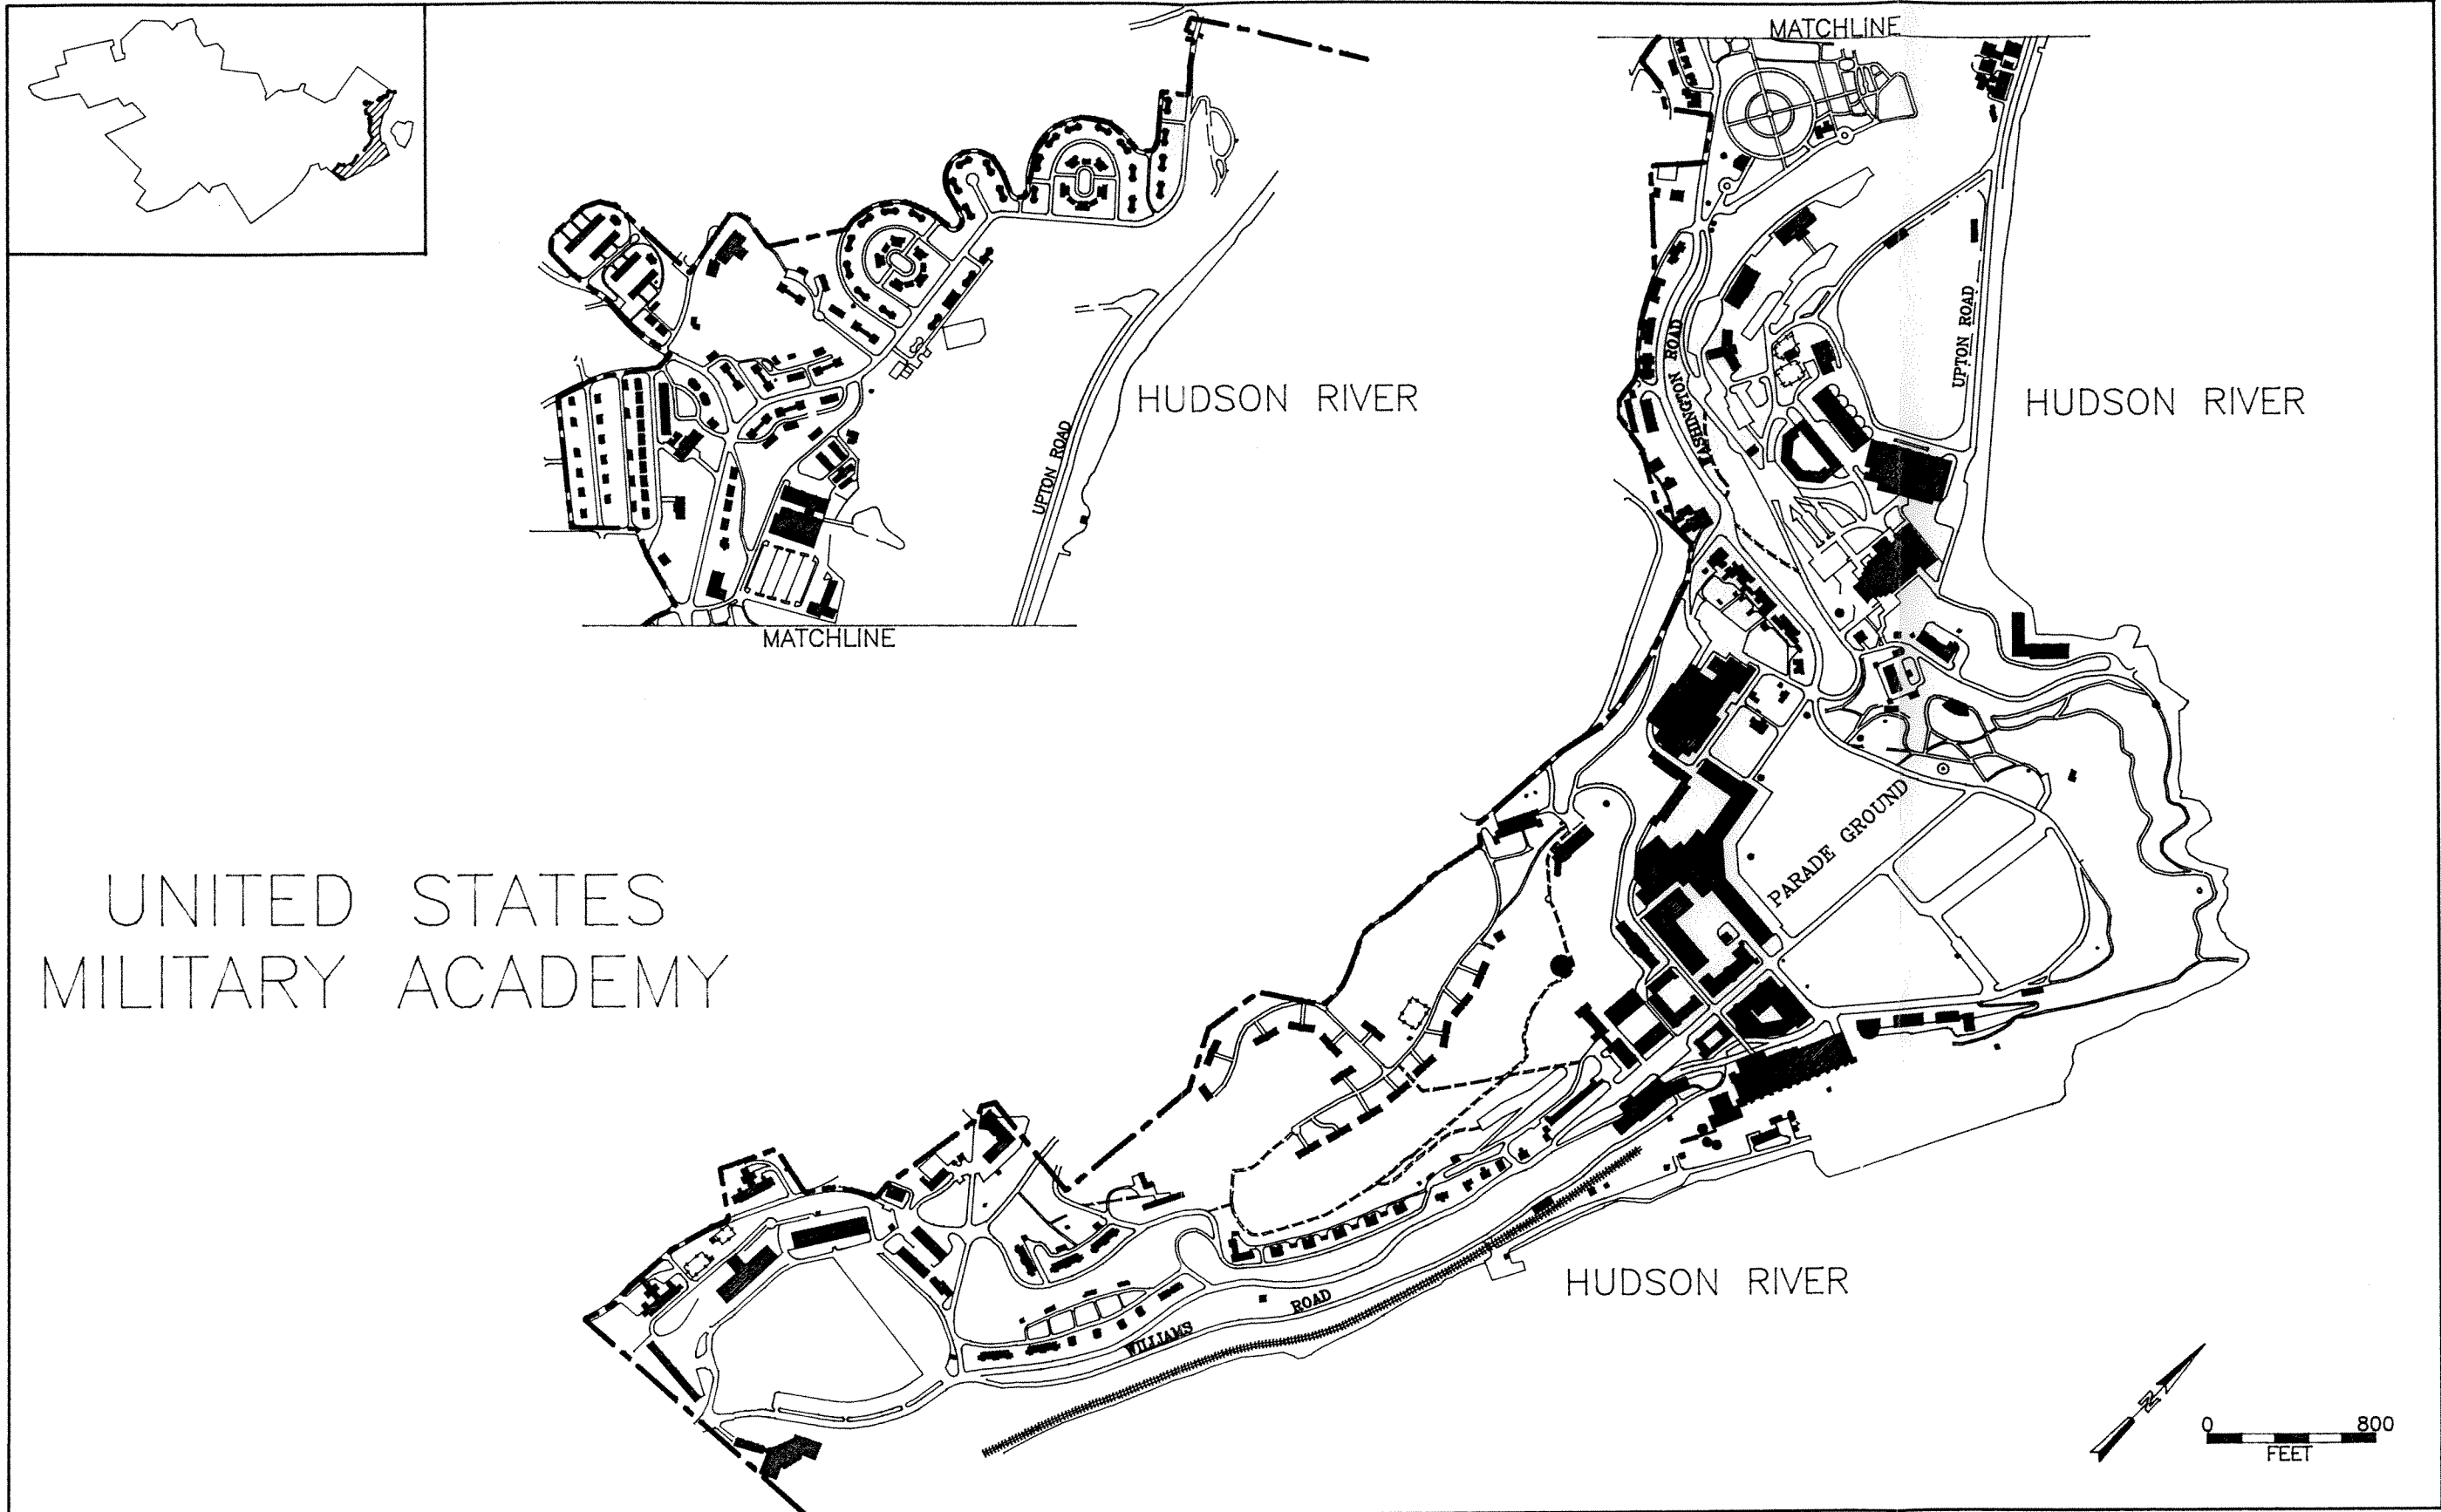 MATCHLINE
HUDSON RIVER
UPTON ROAD
MATCHLINE
WASHINGTON ROAD
UPTON ROAD
HUDSON RIVER
PARADE GROUND
UNITED STATES
MILITARY ACADEMY
HUDSON RIVER
WILLIAMS ROAD
N
0 800
FEET